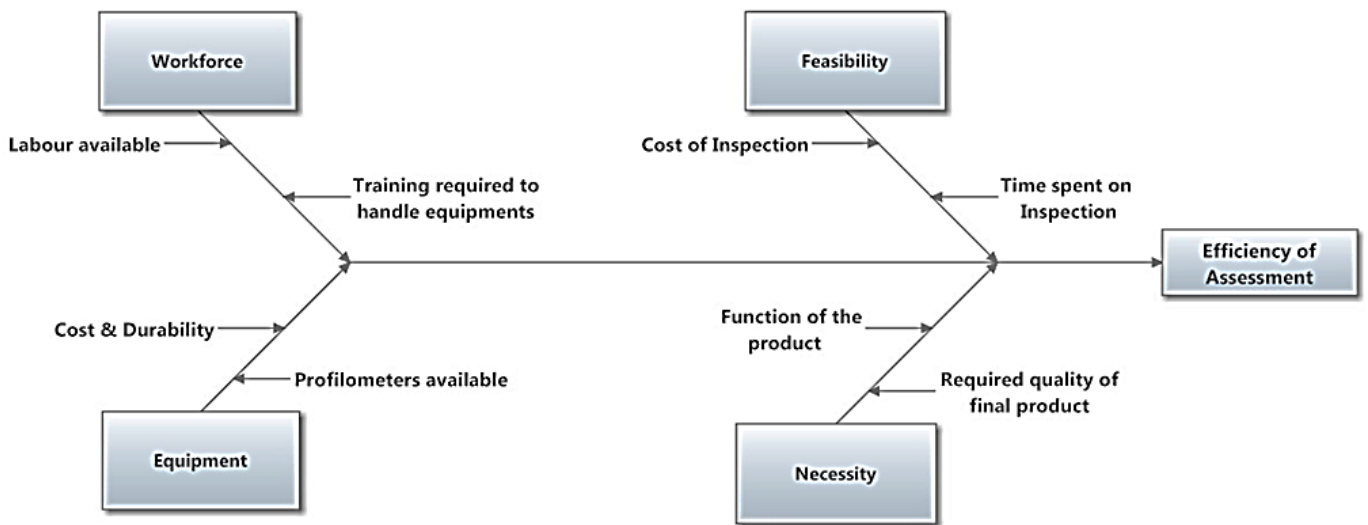 Workforce
Feasibility
Labour available
Cost of Inspection
Training required to
handle equipments
Time spent on
Inspection
Efficiency of
Assessment
Cost & Durability
Function of the
product
Profilometers available
Required quality of
final product
Equipment
Necessity